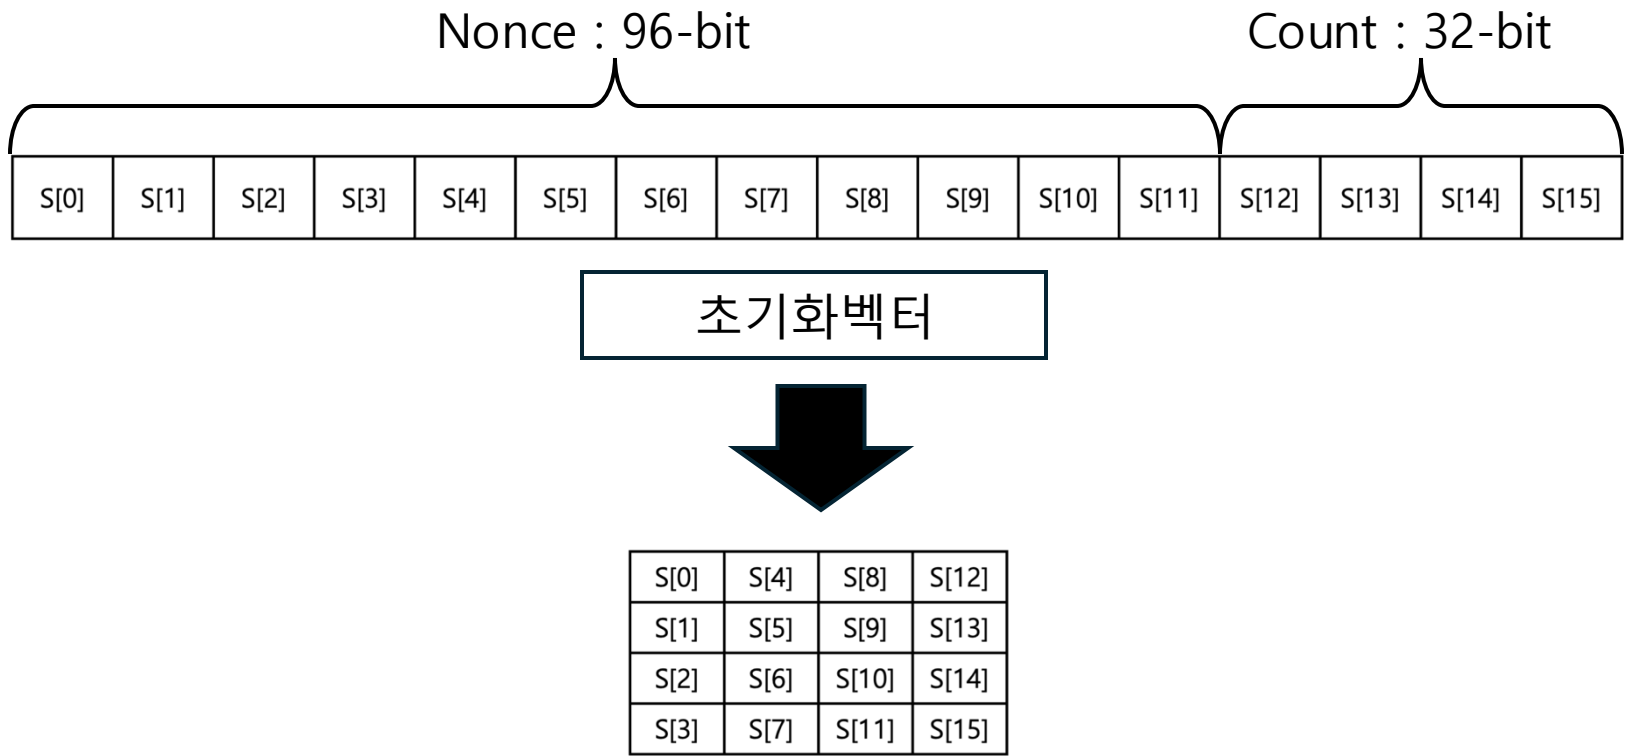 Nonce : 96-bit Count : 32-bit
S[0] S[1] S[2] S[3] S[4] S[5] S[6] S[7] S[8] S[9] S[10] S[11] S[12] S[13] S[14] S[15]
초기화벡터
S[0] S[4] S[8] S[12]
S[1] S[5] S[9] S[13]
S[2] S[6] S[10] S[14]
S[3] S[7] S[11] S[15]